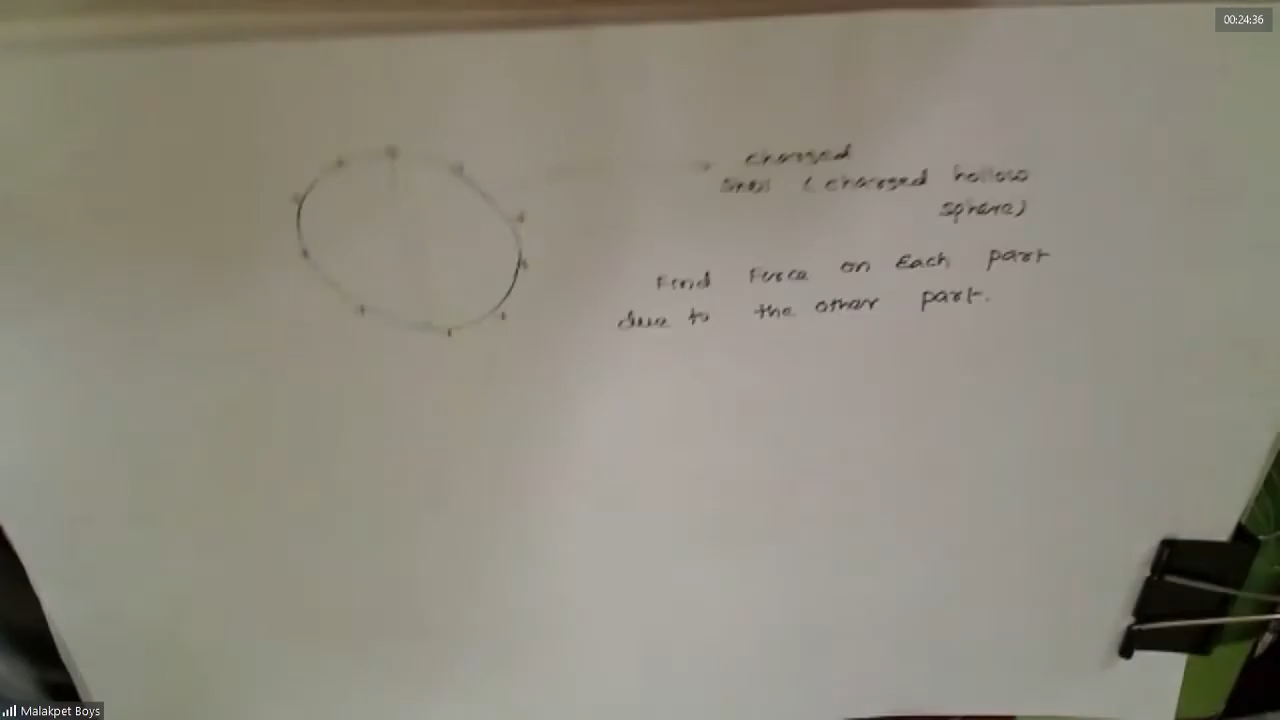 00:24:36
charged
shell (charged hollow
sphere)
Find Force on Each part
due to the other part.
Malakpet Boys